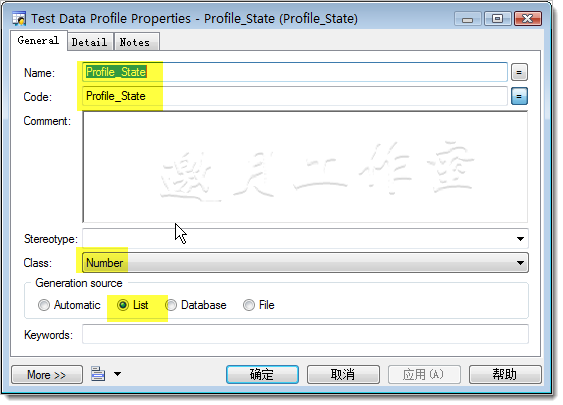 Test Data Profile Properties - Profile_State (Profile_State)
General Detail Notes
Name: Profile_State =
Code: Profile_State =
Comment:
邀月工作室
Stereotype:
Class: Number
Generation source
Automatic List Database File
Keywords:
More >> 确定 取消 应用(A) 帮助